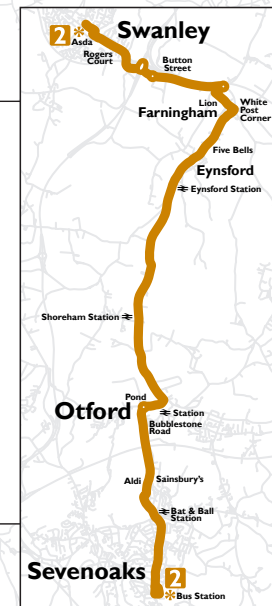 Swanley
2 *
Asda
Rogers
Court
Button
Street
Lion
White
Post
Corner
Farningham
Five Bells
Eynsford
Eynsford Station
Shoreham Station
Pond
Otford
Station
Bubblestone
Road
Aldi
Sainsbury's
Bat & Ball
Station
Sevenoaks
2
* Bus Station